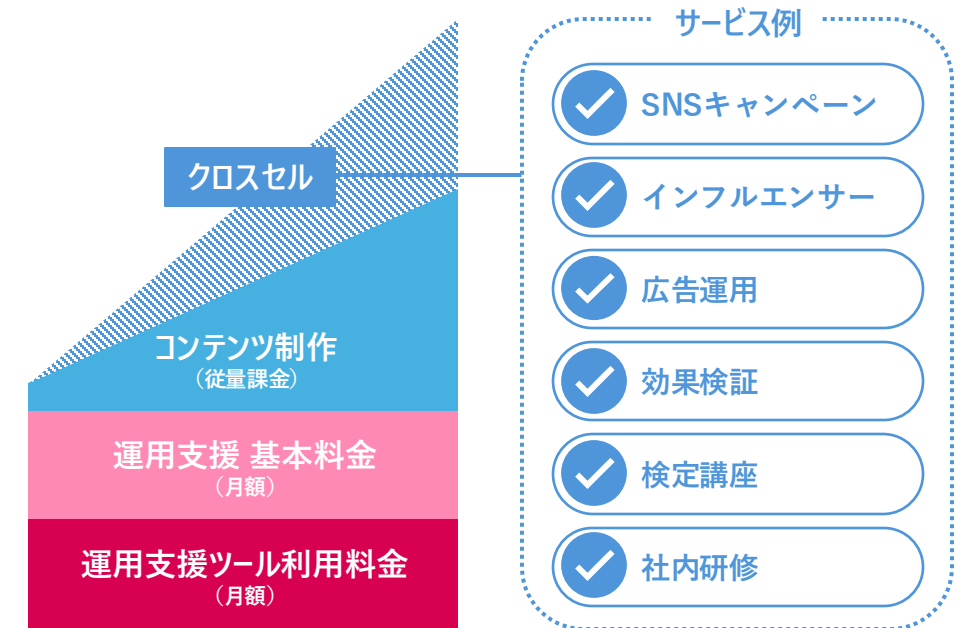 クロスセル
コンテンツ制作
（従量課金）
運用支援 基本料金
（月額）
運用支援ツール利用料金
（月額）
サービス例
SNSキャンペーン
インフルエンサー
広告運用
効果検証
検定講座
社内研修